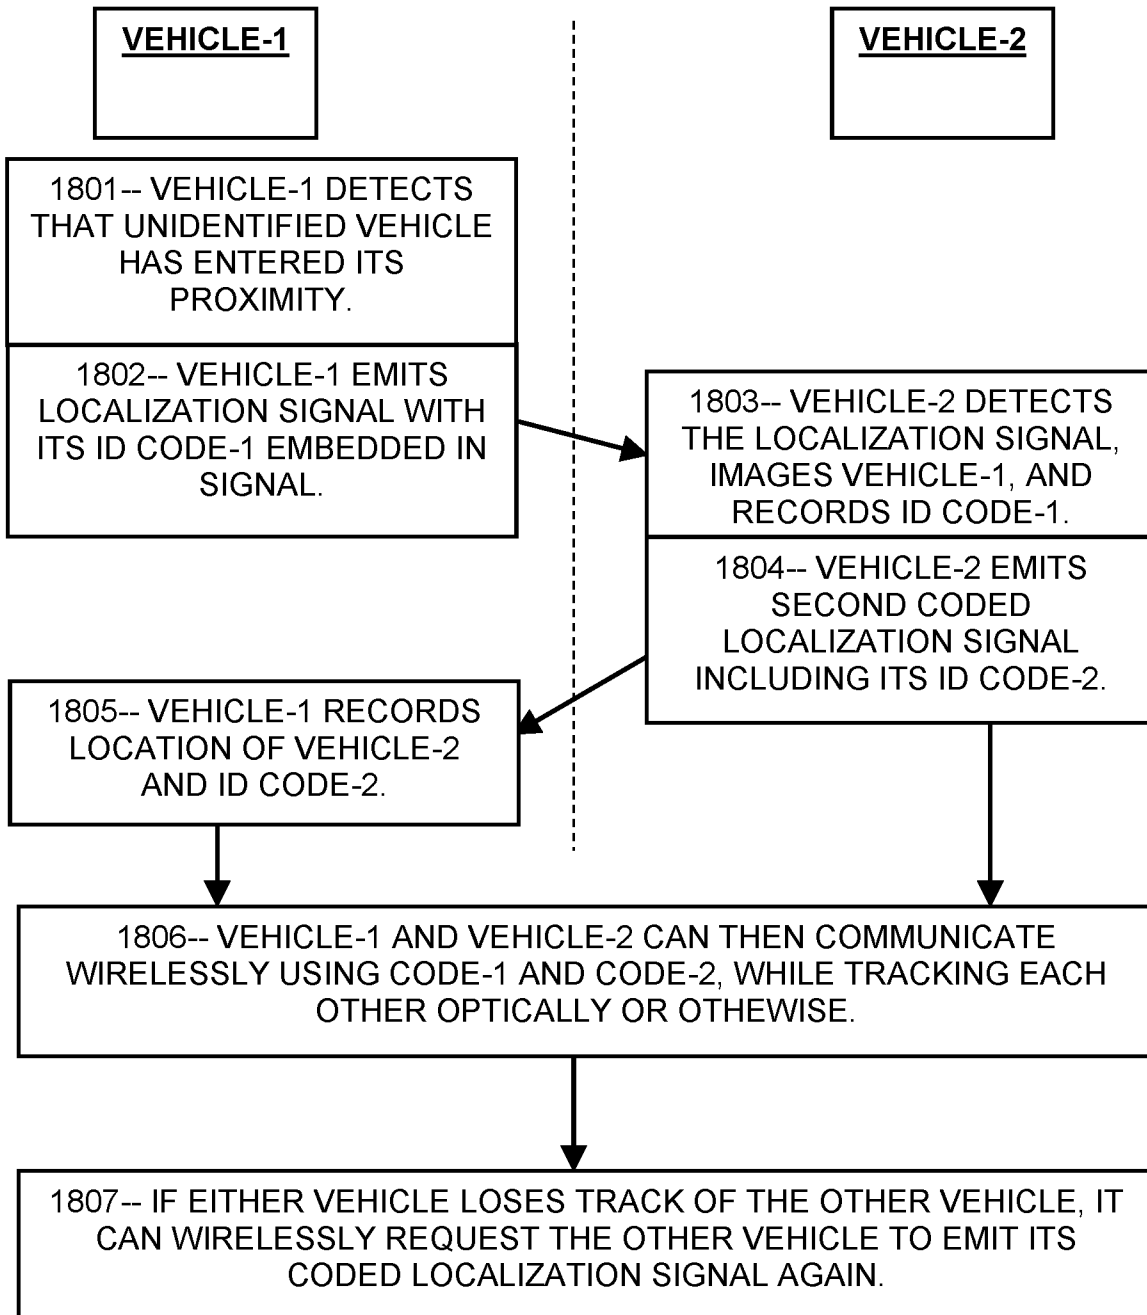 VEHICLE-1
VEHICLE-2
1801-- VEHICLE-1 DETECTS
THAT UNIDENTIFIED VEHICLE
HAS ENTERED ITS
PROXIMITY.
1802-- VEHICLE-1 EMITS
LOCALIZATION SIGNAL WITH
ITS ID CODE-1 EMBEDDED IN
SIGNAL.
1803-- VEHICLE-2 DETECTS
THE LOCALIZATION SIGNAL,
IMAGES VEHICLE-1, AND
RECORDS ID CODE-1.
1804-- VEHICLE-2 EMITS
SECOND CODED
LOCALIZATION SIGNAL
INCLUDING ITS ID CODE-2.
1805-- VEHICLE-1 RECORDS
LOCATION OF VEHICLE-2
AND ID CODE-2.
1806-- VEHICLE-1 AND VEHICLE-2 CAN THEN COMMUNICATE
WIRELESSLY USING CODE-1 AND CODE-2, WHILE TRACKING EACH
OTHER OPTICALLY OR OTHEWISE.
1807-- IF EITHER VEHICLE LOSES TRACK OF THE OTHER VEHICLE, IT
CAN WIRELESSLY REQUEST THE OTHER VEHICLE TO EMIT ITS
CODED LOCALIZATION SIGNAL AGAIN.